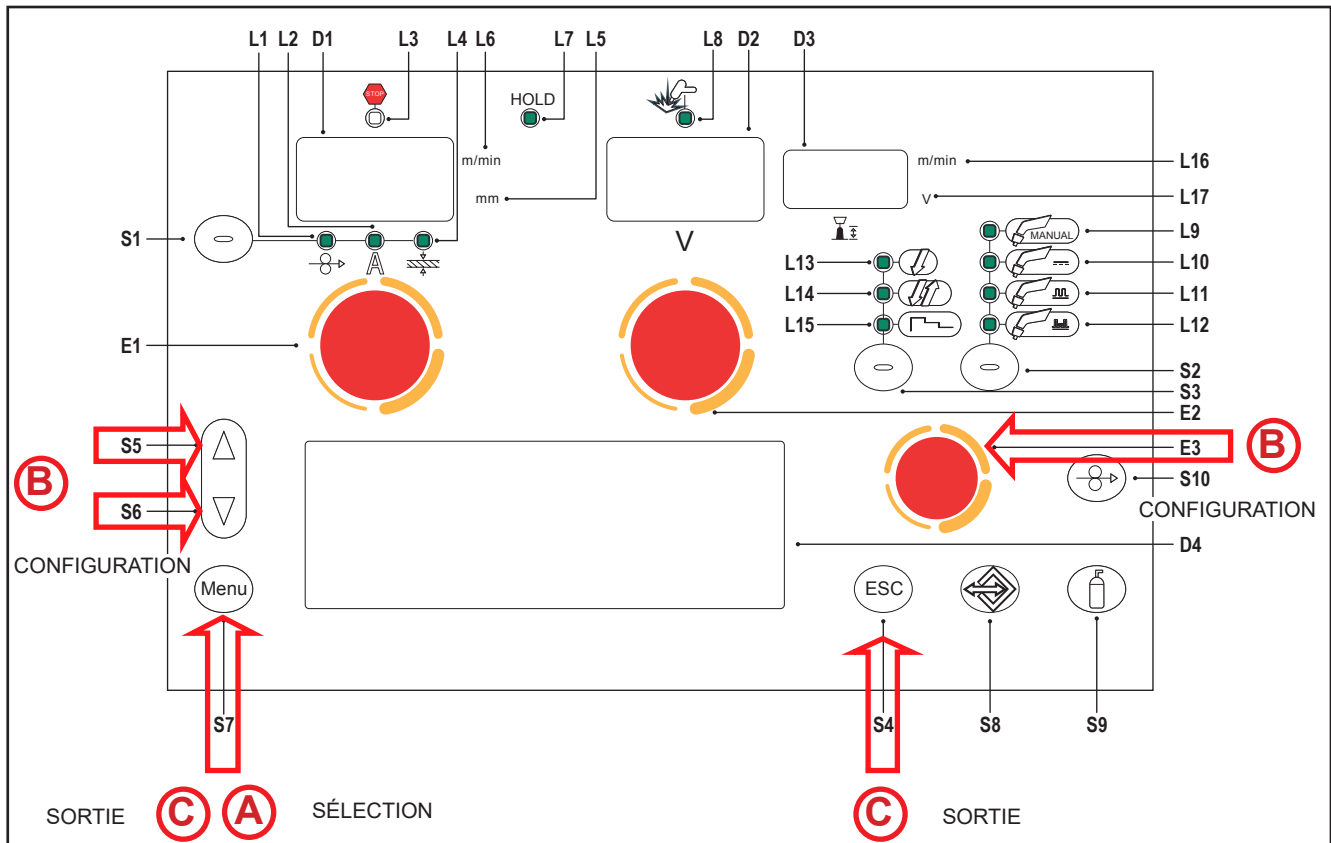 L1 L2 D1 L3 L4 L6 L7 L5 L8 D2 D3
STOP
HOLD
m/min
mm
m/min
L16
V
L17
S1
A
V
MANUAL
L9
L13
L10
L14
L11
L15
L12
E1
S2
S3
E2
S5
E3
B
B
S10
S6
CONFIGURATION
CONFIGURATION
D4
Menu
ESC
S7
S4
S8
S9
SORTIE
C
A
SÉLECTION
C
SORTIE